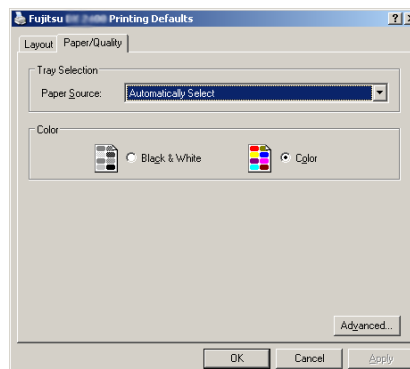 Fujitsu Printing Defaults
Layout Paper/Quality
Tray Selection
Paper Source: Automatically Select
Color
Black & White Color
Advanced...
OK Cancel Apply